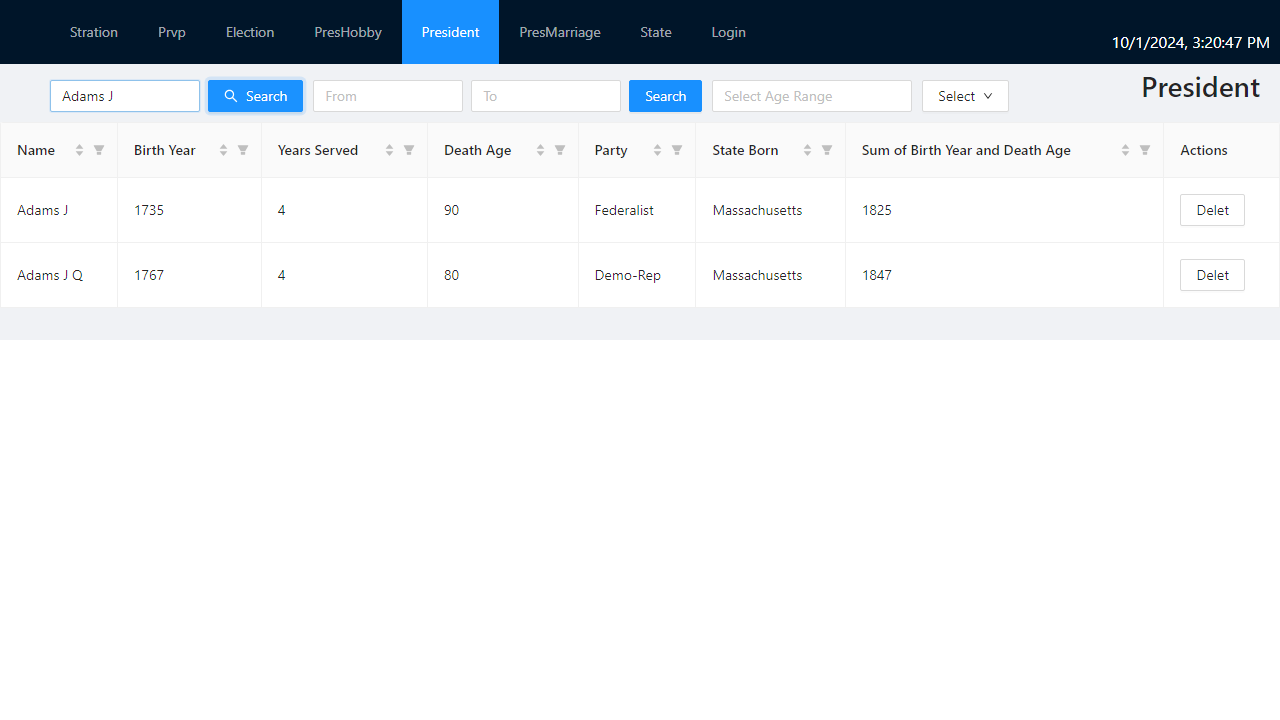 Stration Prvp Election PresHobby President PresMarriage State Login
10/1/2024, 3:20:47 PM
Adams J Search From To Search Select Age Range Select President
Name Birth Year Years Served Death Age Party State Born Sum of Birth Year and Death Age Actions
Adams J 1735 4 90 Federalist Massachusetts 1825 Delet
Adams J Q 1767 4 80 Demo-Rep Massachusetts 1847 Delet